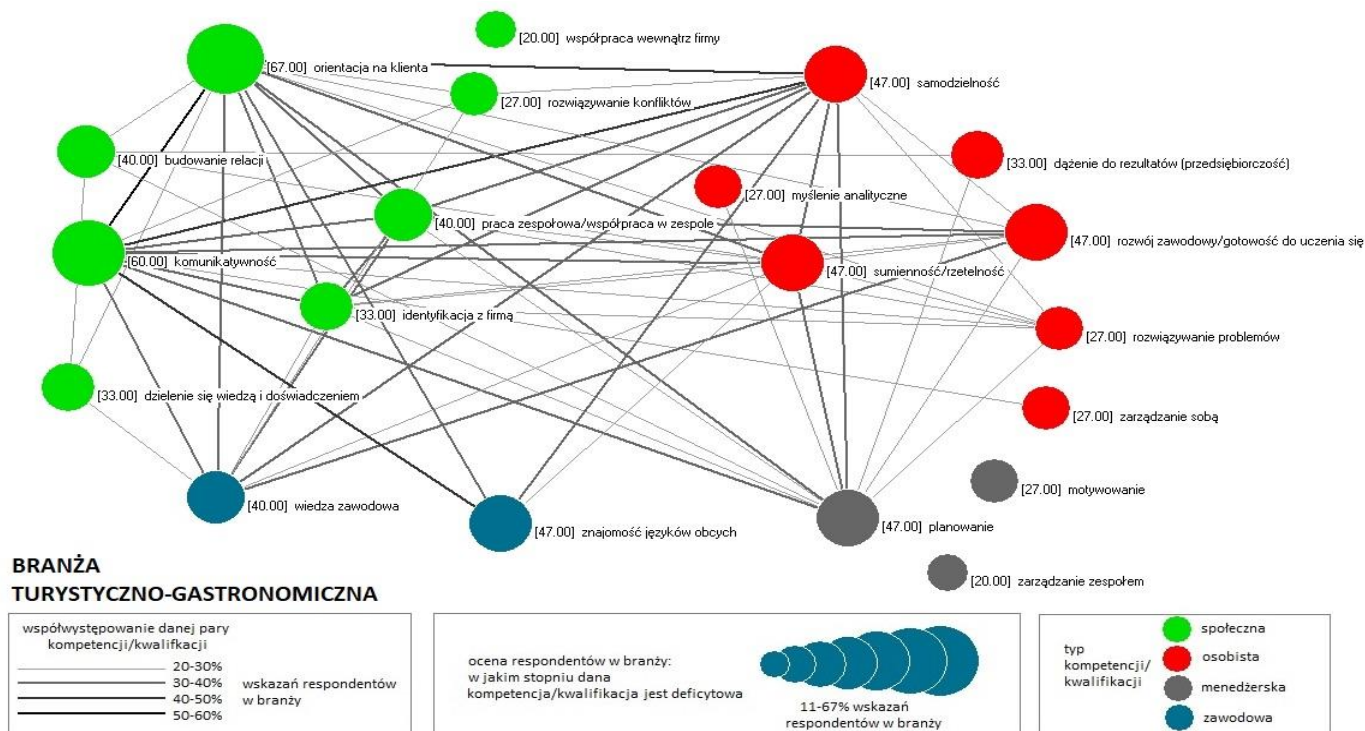 [20.00] współpraca wewnątrz firmy
[67.00] orientacja na klienta
[47.00] samodzielność
[27.00] rozwiązywanie konfliktów
[40.00] budowanie relacji
[33.00] dążenie do rezultatów (przedsiębiorczość)
[27.00] myślenie analityczne
[40.00] praca zespołowa/współpraca w zespole
[47.00] rozwój zawodowy/gotowość do uczenia się
[60.00] komunikatywność
[47.00] sumienność/rzetelność
[33.00] identyfikacja z firmą
[27.00] rozwiązywanie problemów
[33.00] dzielenie się wiedzą i doświadczeniem
[27.00] zarządzanie sobą
[27.00] motywowanie
[40.00] wiedza zawodowa
[47.00] znajomość języków obcych
[47.00] planowanie
[20.00] zarządzanie zespołem
BRANŻA
TURYSTYCZNO-GASTRONOMICZNA
współwystępowanie danej pary
kompetencji/kwalifkacji
20-30%
30-40%
40-50%
50-60%
wskazań respondentów
w branży
ocena respondentów w branży:
w jakim stopniu dana
kompetencja/kwalifikacja jest deficytowa
11-67% wskazań
respondentów w branży
typ
kompetencji/
kwalifikacji
społeczna
osobista
menedżerska
zawodowa